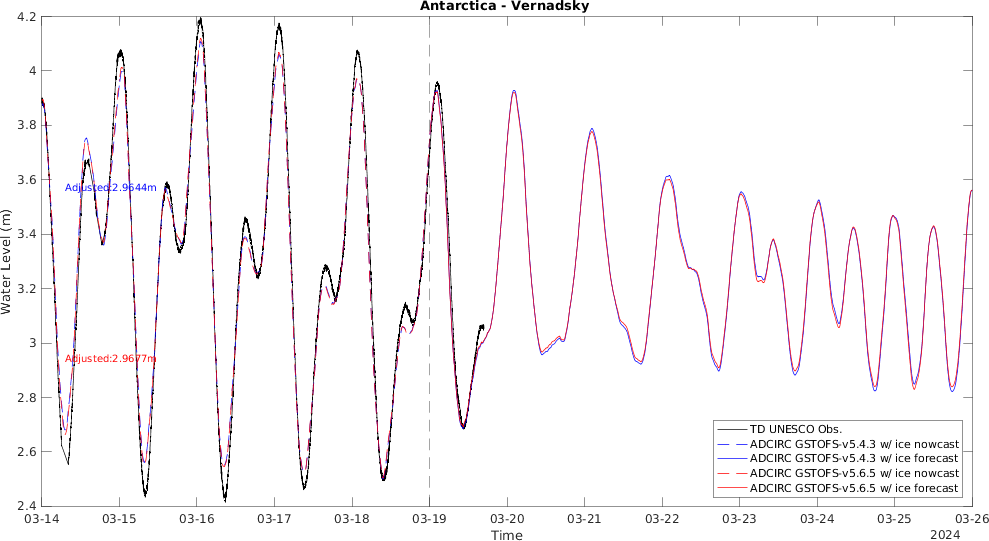 Antarctica - Vernadsky
4.2
4
3.8
3.6
3.4
3.2
3
2.8
2.6
2.4
Water Level (m)
Adjusted:2.9644m
Adjusted:2.9677m
TD UNESCO Obs.
ADCIRC GSTOFS-v5.4.3 w/ ice nowcast
ADCIRC GSTOFS-v5.4.3 w/ ice forecast
ADCIRC GSTOFS-v5.6.5 w/ ice nowcast
ADCIRC GSTOFS-v5.6.5 w/ ice forecast
03-14 03-15 03-16 03-17 03-18 03-19 03-20 03-21 03-22 03-23 03-24 03-25 03-26
Time
2024